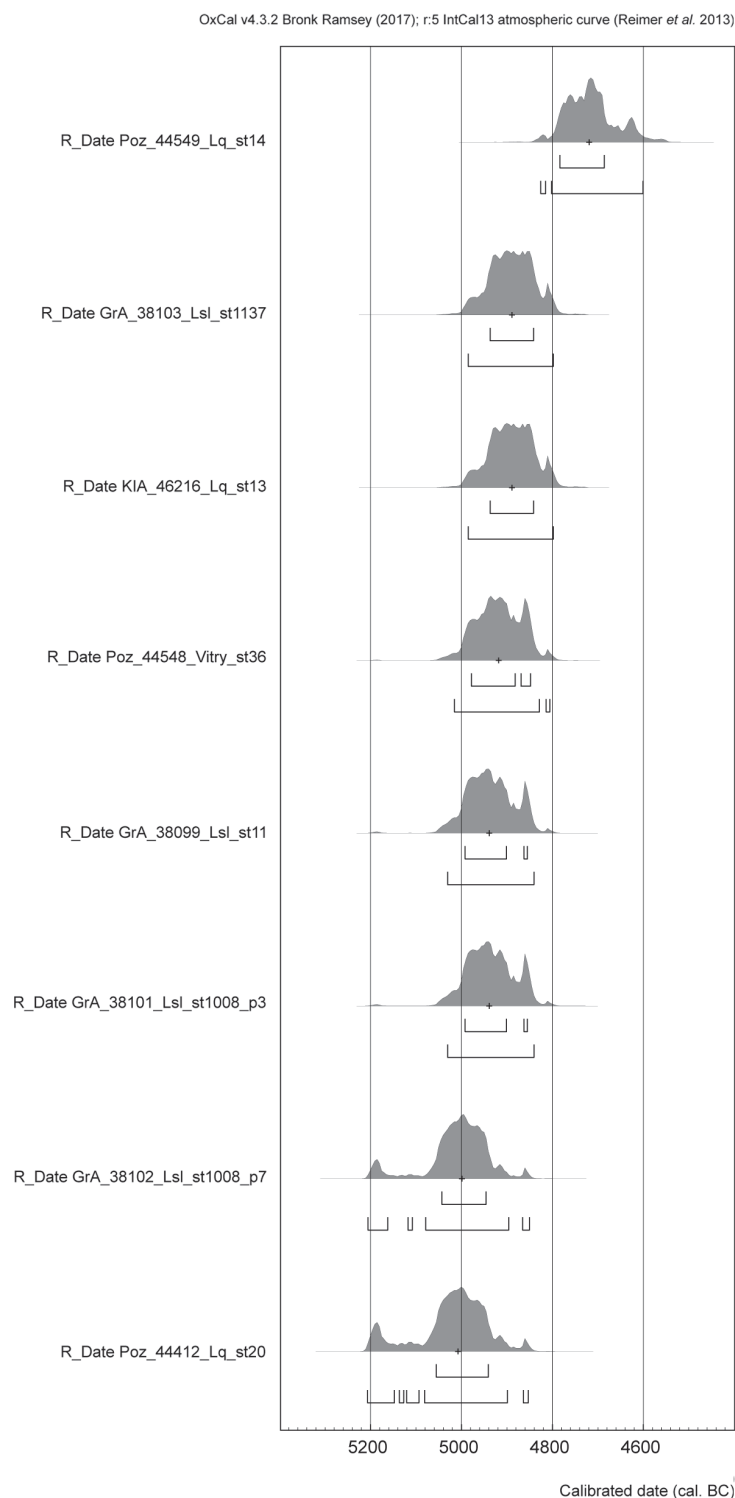 OxCal v4.3.2 Bronk Ramsey (2017); r:5 IntCal13 atmospheric curve (Reimer et al. 2013)
R_Date Poz_44549_Lq_st14
R_Date GrA_38103_Lsl_st1137
R_Date KIA_46216_Lq_st13
R_Date Poz_44548_Vitry_st36
R_Date GrA_38099_Lsl_st11
R_Date GrA_38101_Lsl_st1008_p3
R_Date GrA_38102_Lsl_st1008_p7
R_Date Poz_44412_Lq_st20
5200 5000 4800 4600
Calibrated date (cal. BC)